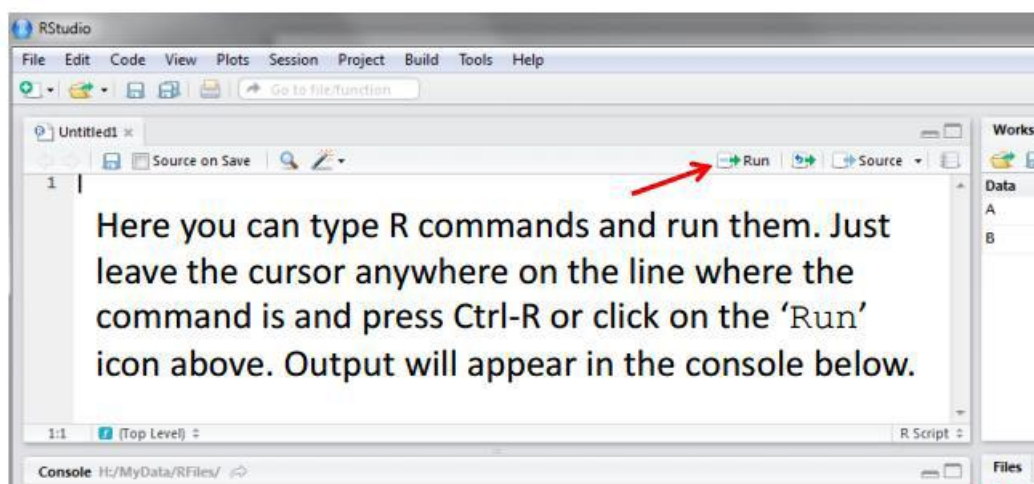 RStudio
File Edit Code View Plots Session Project Build Tools Help
Go to file/function
Untitled1 × Works
Source on Save Run Source
Data
1
A
B
Here you can type R commands and run them. Just
leave the cursor anywhere on the line where the
command is and press Ctrl-R or click on the ‘Run’
icon above. Output will appear in the console below.
1:1 (Top Level) R Script
Console H:/MyData/RFiles/ Files